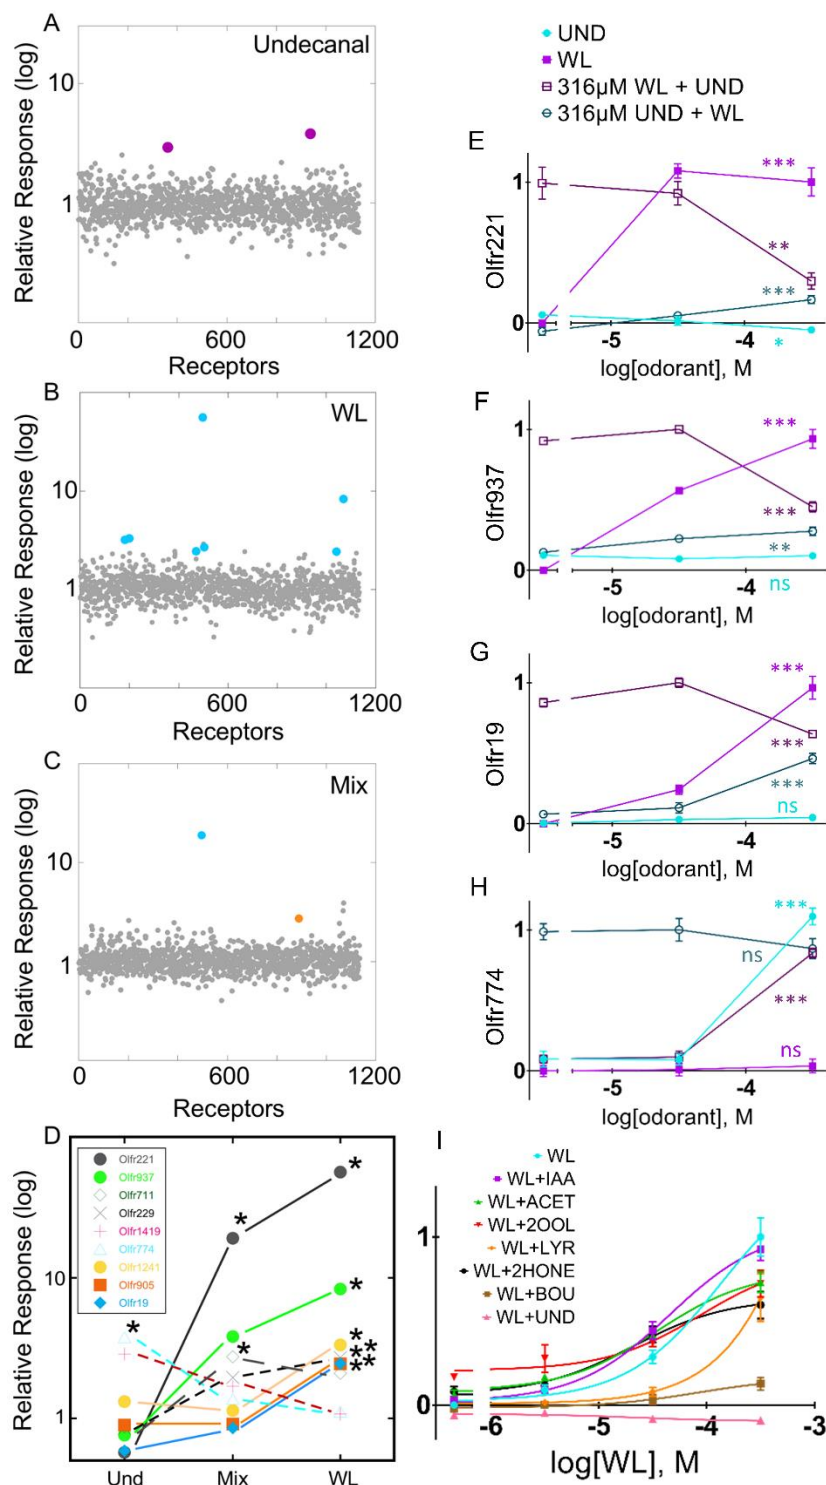 A
Undecanal
Relative Response (log)
10
1
0
600
1200
Receptors
B
WL
Relative Response (log)
10
1
0
600
1200
Receptors
C
Mix
Relative Response (log)
10
1
0
600
1200
Receptors
D
Olfr221
Olfr937
Olfr711
Olfr229
Olfr1419
Olfr774
Olfr1241
Olfr905
Olfr19
Relative Response (log)
10
1
*
*
*
*
*
*
*
*
*
*
Und
Mix
WL
UND
WL
316μM WL + UND
316μM UND + WL
E
Olfr221
1
0
***
**
***
*
-5
-4
log[odorant], M
F
Olfr937
1
0
***
***
**
ns
-5
-4
log[odorant], M
G
Olfr19
1
0
***
***
***
ns
-5
-4
log[odorant], M
H
Olfr774
1
0
***
ns
***
ns
-5
-4
log[odorant], M
I
WL
WL+IAA
WL+ACET
WL+2OOL
WL+LYR
WL+2HONE
WL+BOU
WL+UND
1
0
-6
-5
-4
-3
log[WL], M